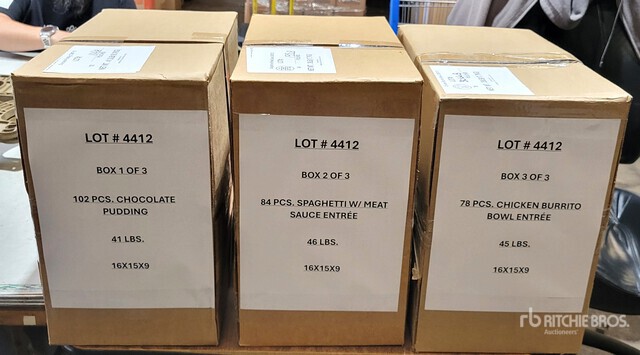 LOT # 4412
BOX 1 OF 3
102 PCS. CHOCOLATE
PUDDING
41 LBS.
16X15X9
LOT # 4412
BOX 2 OF 3
84 PCS. SPAGHETTI W/ MEAT
SAUCE ENTRÉE
46 LBS.
16X15X9
LOT # 4412
BOX 3 OF 3
78 PCS. CHICKEN BURRITO
BOWL ENTRÉE
45 LBS.
16X15X9
rb RITCHIE BROS.
Auctioneers